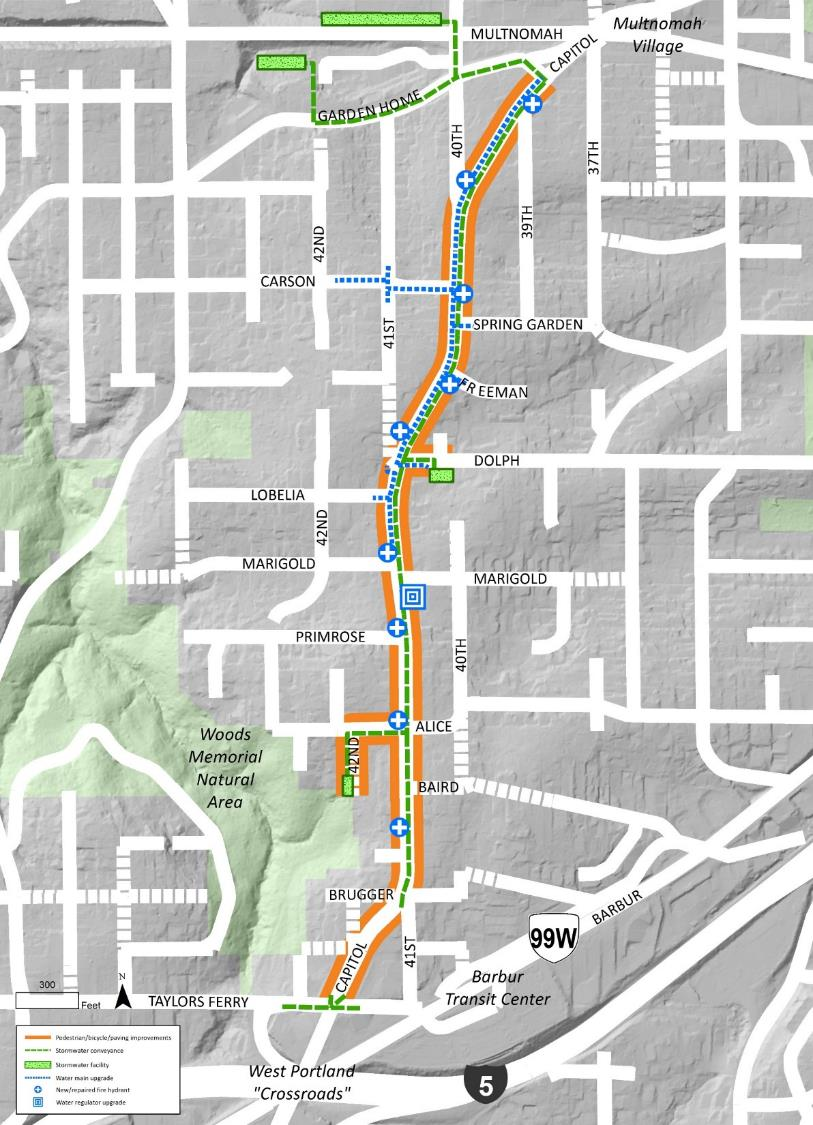 MULTNOMAH
Multnomah
Village
CAPITOL
GARDEN HOME
40TH
37TH
39TH
42ND
CARSON
41ST
SPRING GARDEN
FREEMAN
DOLPH
LOBELIA
42ND
MARIGOLD
MARIGOLD
PRIMROSE
40TH
ALICE
Woods
Memorial
Natural
Area
42ND
BAIRD
BRUGGER
BARBUR
99W
41ST
CAPITOL
Barbur
Transit Center
300
Feet
N
TAYLORS FERRY
West Portland
"Crossroads"
5
Pedestrian/bicycle/paving improvements
Stormwater conveyance
Stormwater facility
Water main upgrade
New/repaired fire hydrant
Water regulator upgrade